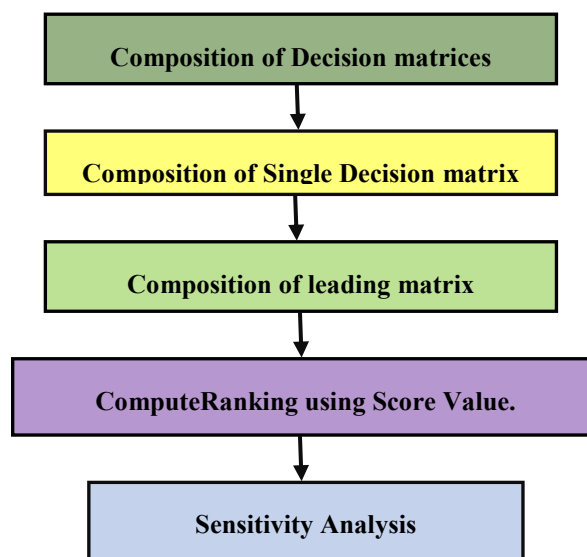 Composition of Decision matrices
Composition of Single Decision matrix
Composition of leading matrix
ComputeRanking using Score Value.
Sensitivity Analysis